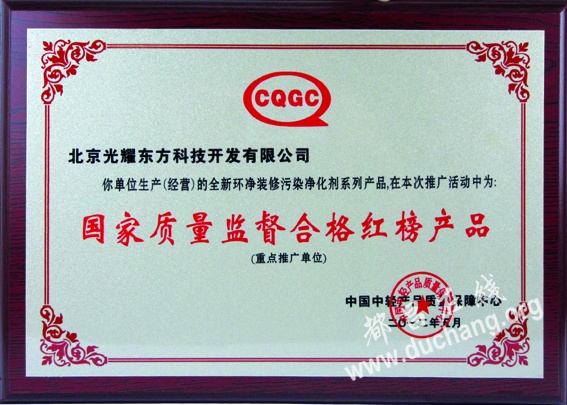 CQGC
北京光耀东方科技开发有限公司
你单位生产(经营)的全新环净装修污染净化剂系列产品,在本次推广活动中为:
国家质量监督合格红榜产品
(重点推广单位)
中国中轻产品质量保障中心
都昌在线
www.duchang.org